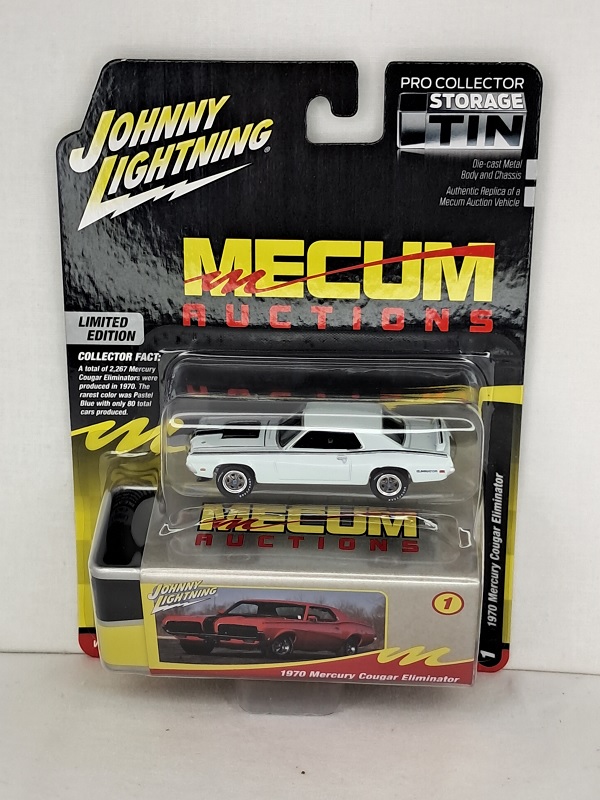 JOHNNY
LIGHTNING®
PRO COLLECTOR
STORAGE
TIN
Die-cast Metal
Body and Chassis
Authentic Replica of a
Mecum Auction Vehicle
MECUM
AUCTIONS
LIMITED
EDITION
COLLECTOR FACT:
A total of 2,267 Mercury
Cougar Eliminators were
produced in 1970. The
rarest color was Pastel
Blue with only 80 total
cars produced.
ELIMINATOR
MECUM
AUCTIONS
JOHNNY
LIGHTNING
1
1970 Mercury Cougar Eliminator
1 1970 Mercury Cougar Eliminator